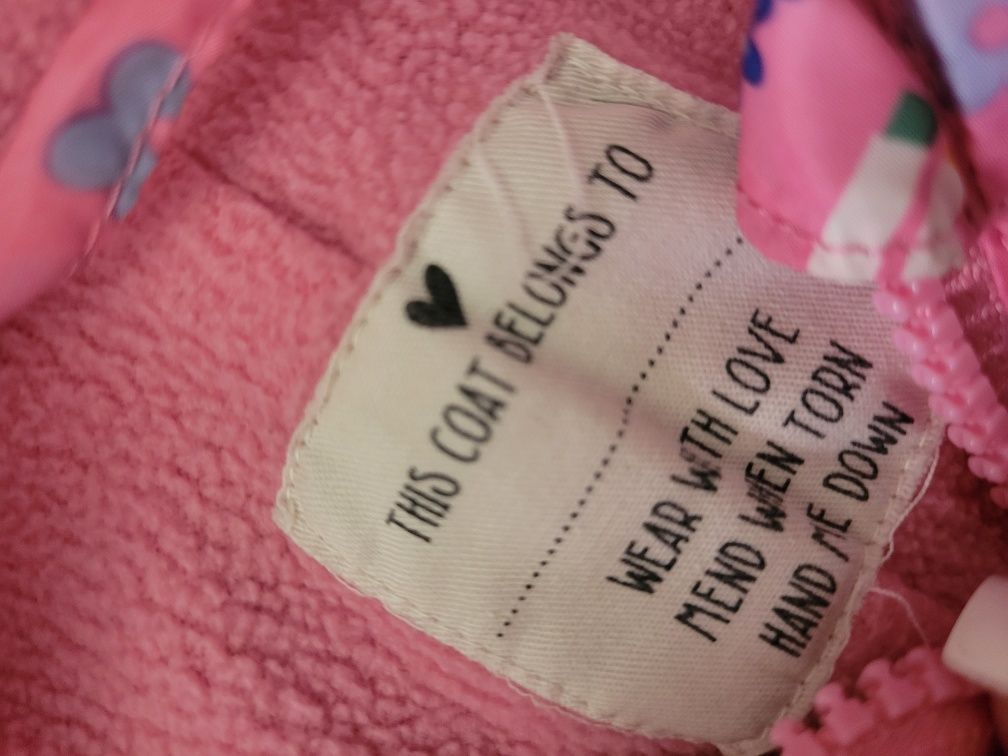 THIS COAT BELONGS TO
WEAR WITH LOVE
MEND WHEN TORN
HAND ME DOWN